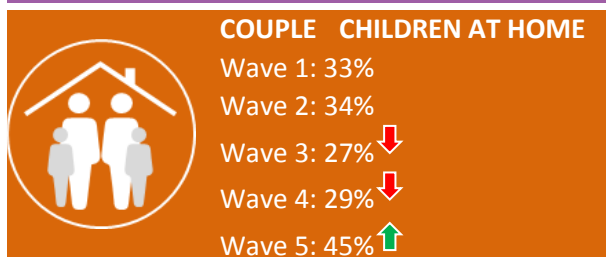 COUPLE CHILDREN AT HOME
Wave 1: 33%
Wave 2: 34%
Wave 3: 27%
Wave 4: 29%
Wave 5: 45%